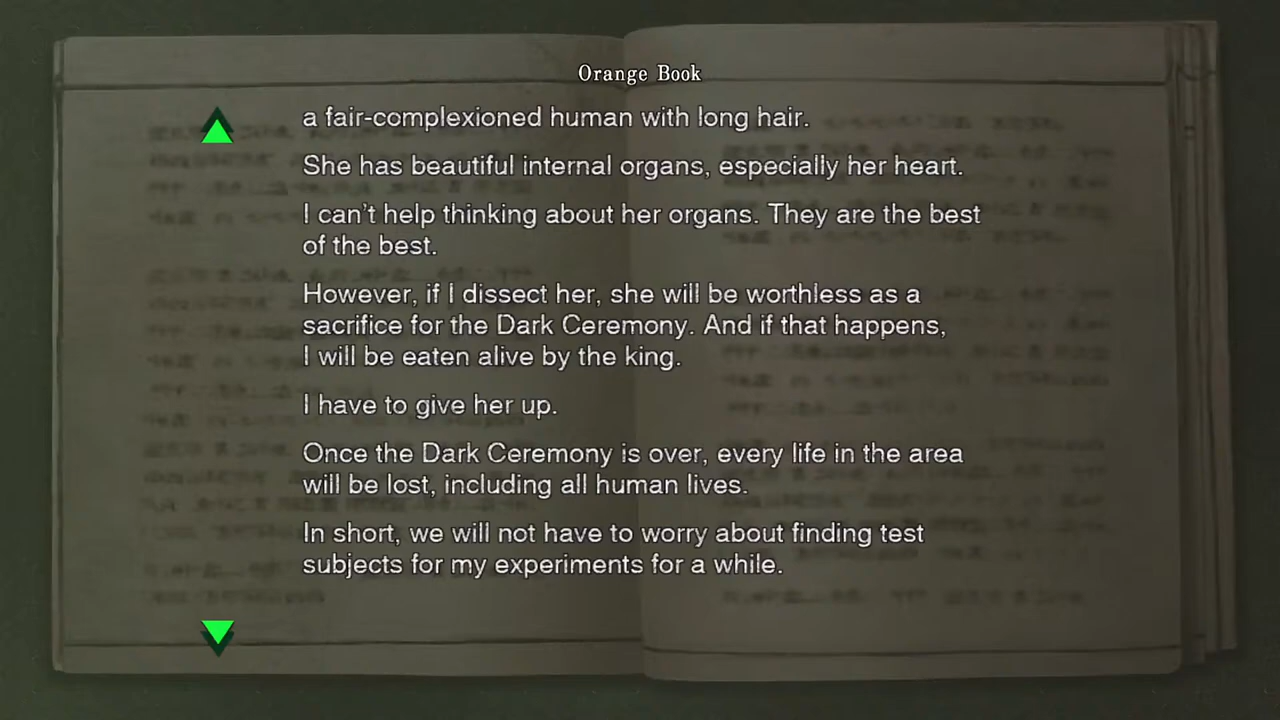 Orange Book
a fair-complexioned human with long hair.
She has beautiful internal organs, especially her heart.
I can't help thinking about her organs. They are the best
of the best.
However, if I dissect her, she will be worthless as a
sacrifice for the Dark Ceremony. And if that happens,
I will be eaten alive by the king.
I have to give her up.
Once the Dark Ceremony is over, every life in the area
will be lost, including all human lives.
In short, we will not have to worry about finding test
subjects for my experiments for a while.